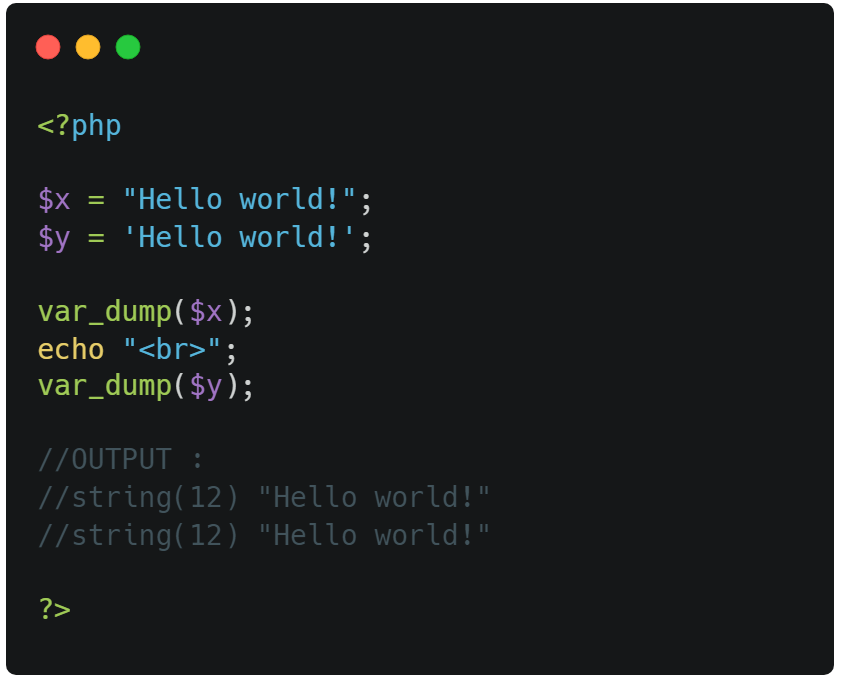 <?php
$x = "Hello world!";
$y = 'Hello world!';
var_dump($x);
echo "<br>";
var_dump($y);
//OUTPUT :
//string(12) "Hello world!"
//string(12) "Hello world!"
?>